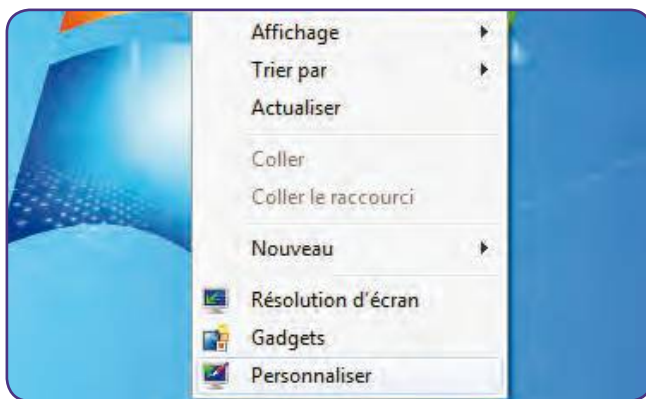 Affichage
Trier par
Actualiser
Coller
Coller le raccourci
Nouveau
Résolution d'écran
Gadgets
Personnaliser